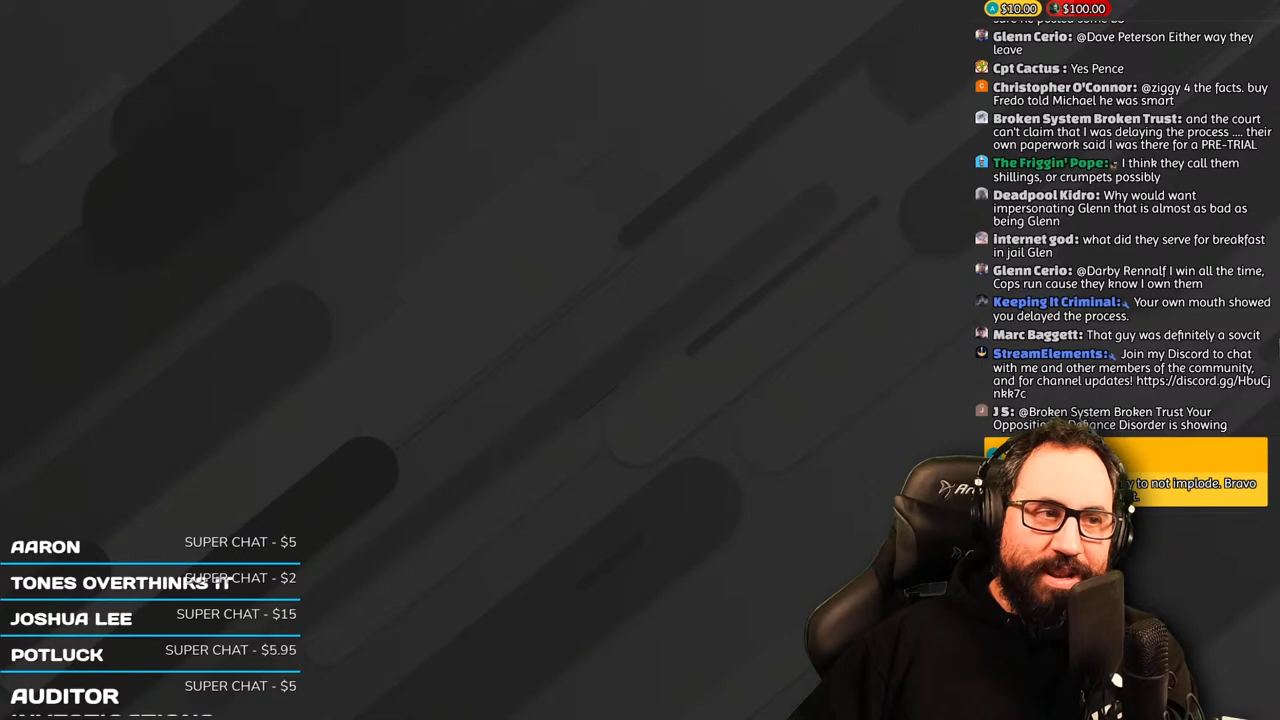 $10.00 $100.00
Glenn Cerio: @Dave Peterson Either way they
leave
Cpt Cactus : Yes Pence
Christopher O'Connor: @ziggy 4 the facts. buy
Fredo told Michael he was smart
Broken System Broken Trust: and the court
can't claim that I was delaying the process .... their
own paperwork said I was there for a PRE-TRIAL
The Friggin' Pope: - I think they call them
shillings, or crumpets possibly
Deadpool Kidro: Why would want
impersonating Glenn that is almost as bad as
being Glenn
internet god: what did they serve for breakfast
in jail Glen
Glenn Cerio: @Darby Rennalf I win all the time,
Cops run cause they know I own them
Keeping It Criminal: Your own mouth showed
you delayed the process.
Marc Baggett: That guy was definitely a sovcit
StreamElements: Join my Discord to chat
with me and other members of the community,
and for channel updates! https://discord.gg/HbuCj
nkk7c
J S: @Broken System Broken Trust Your
Defiance Disorder is showing
to not implode. Bravo
AARON SUPER CHAT - $5
TONES OVERTHINKS IT SUPER CHAT - $2
JOSHUA LEE SUPER CHAT - $15
POTLUCK SUPER CHAT - $5.95
AUDITOR SUPER CHAT - $5